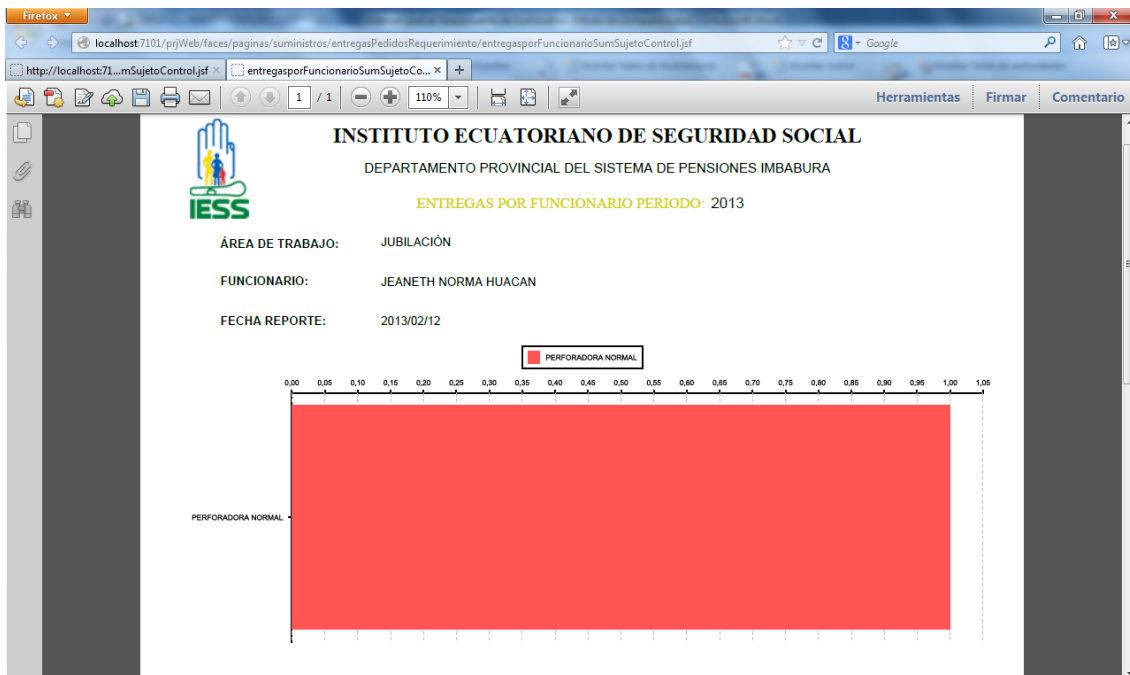 Firefox
localhost:7101/prjWeb/faces/paginas/suministros/entregasPedidosRequerimiento/entregasporFuncionarioSumSujetoControl.jsf
Google
http://localhost:71...mSujetoControl.jsf
entregasporFuncionarioSumSujetoCo...
1 / 1
110%
Herramientas Firmar Comentario
INSTITUTO ECUATORIANO DE SEGURIDAD SOCIAL
DEPARTAMENTO PROVINCIAL DEL SISTEMA DE PENSIONES IMBABURA
IESS
ENTREGAS POR FUNCIONARIO PERIODO: 2013
ÁREA DE TRABAJO: JUBILACIÓN
FUNCIONARIO: JEANETH NORMA HUACAN
FECHA REPORTE: 2013/02/12
PERFORADORA NORMAL
0,00 0,05 0,10 0,15 0,20 0,25 0,30 0,35 0,40 0,45 0,50 0,55 0,60 0,65 0,70 0,75 0,80 0,85 0,90 0,95 1,00 1,05
PERFORADORA NORMAL